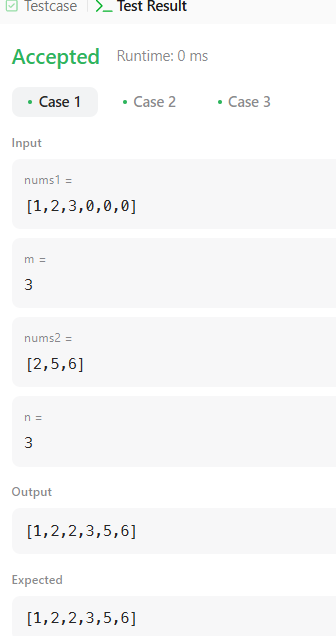 Testcase Test Result
Accepted Runtime: 0 ms
• Case 1 • Case 2 • Case 3
Input
nums1 =
[1,2,3,0,0,0]
m =
3
nums2 =
[2,5,6]
n =
3
Output
[1,2,2,3,5,6]
Expected
[1,2,2,3,5,6]